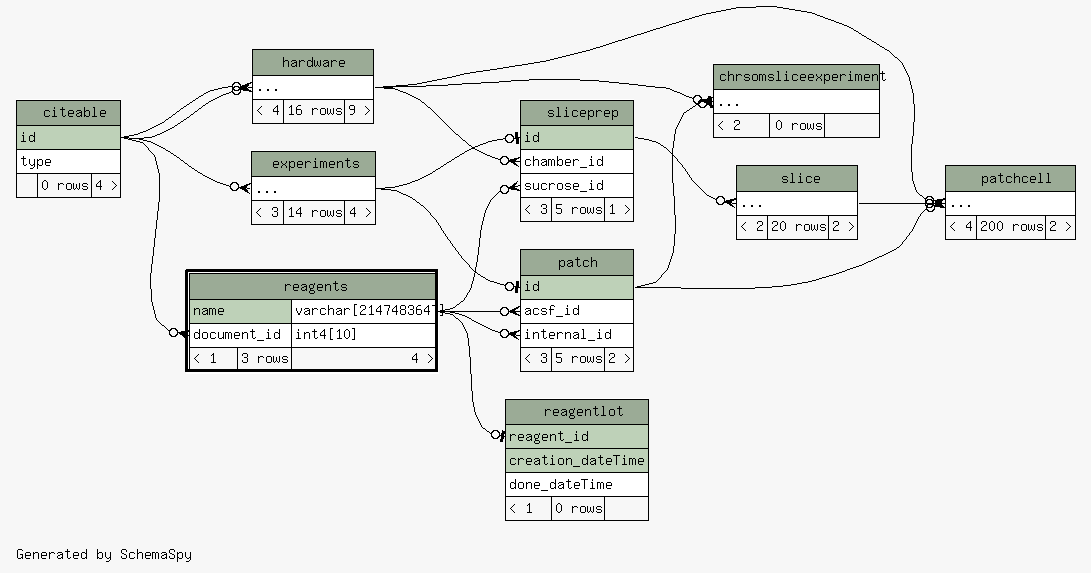 citeable
id
type
0 rows 4 >
hardware
...
< 4 16 rows 9 >
experiments
...
< 3 14 rows 4 >
reagents
name varchar[214748364
document_id int4[10]
< 1 3 rows 4 >
sliceprep
id
chamber_id
sucrose_id
< 3 5 rows 1 >
patch
id
acsf_id
internal_id
< 3 5 rows 2 >
reagentlot
reagent_id
creation_dateTime
done_dateTime
< 1 0 rows
chrsomsliceexperiment
...
< 2 0 rows
slice
...
< 2 20 rows 2 >
patchcell
...
< 4 200 rows 2 >
Generated by SchemaSpy